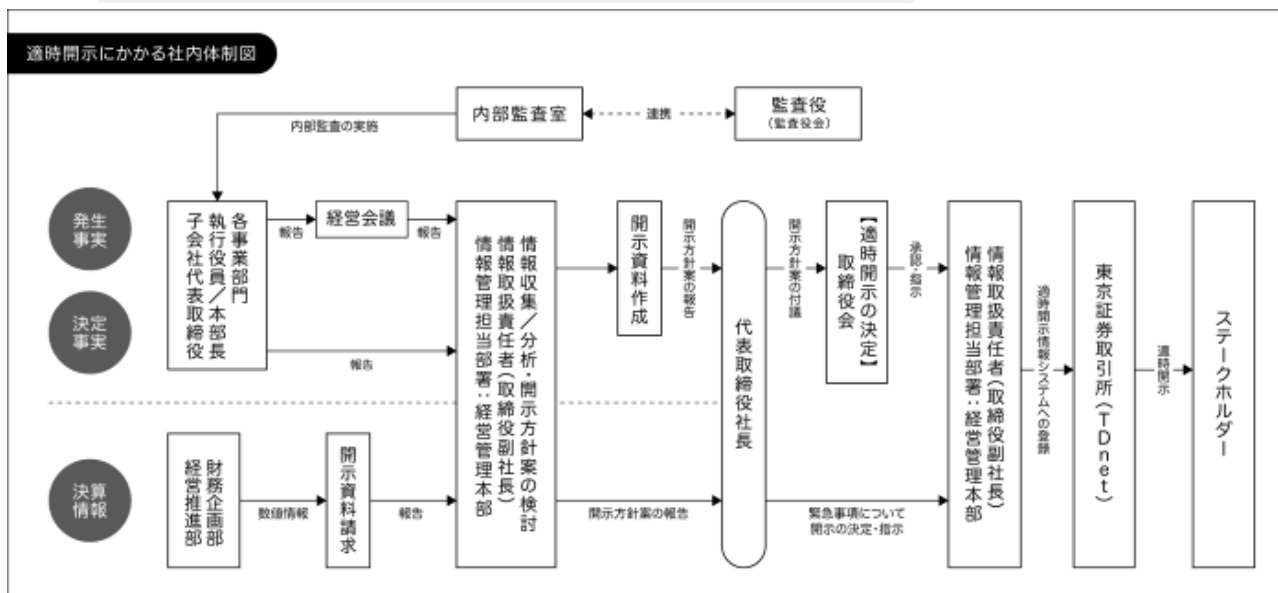 適時開示にかかる社内体制図
内部監査室
連携
監査役
(監査役会)
内部監査の実施
発生
事実
決定
事実
各事業部門
執行役員/本部長
子会社代表取締役
報告
経営会議
報告
報告
情報収集/分析・開示方針案の検討
情報取扱責任者(取締役副社長)
情報管理担当部署:経営管理本部
開示資料作成
開示方針案の報告
代表取締役社長
開示方針案の付議
【適時開示の決定】
取締役会
承認・指示
情報取扱責任者(取締役副社長)
情報管理担当部署:経営管理本部
適時開示情報システムへの登録
東京証券取引所(TDnet)
適時開示
ステークホルダー
決算
情報
財務企画部
経営推進部
数値情報
開示資料請求
報告
開示方針案の報告
緊急事項について
開示の決定・指示